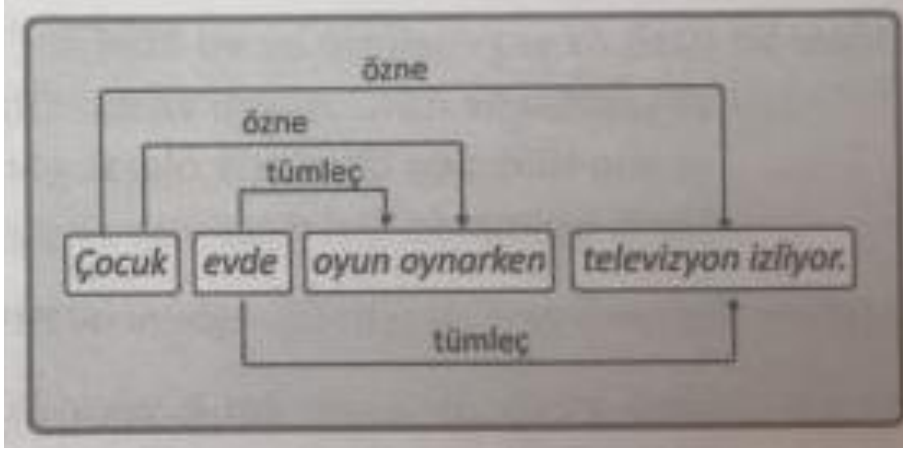 özne
özne
tümleç
Çocuk evde oyun oynarken televizyon izliyor.
tümleç